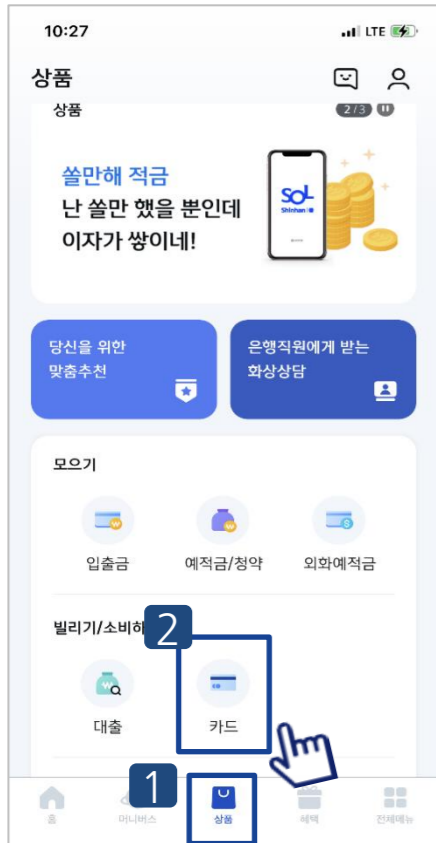 10:27
LTE
상품
상품
2/3
쏠만해 적금
난 쏠만 했을 뿐인데
이자가 쌓이네!
SOL
Shinhan
당신을 위한
맞춤추천
은행직원에게 받는
화상상담
모으기
입출금
예적금/청약
외화예적금
빌리기/소비하
2
대출
카드
1
홈
머니버스
상품
혜택
전체메뉴